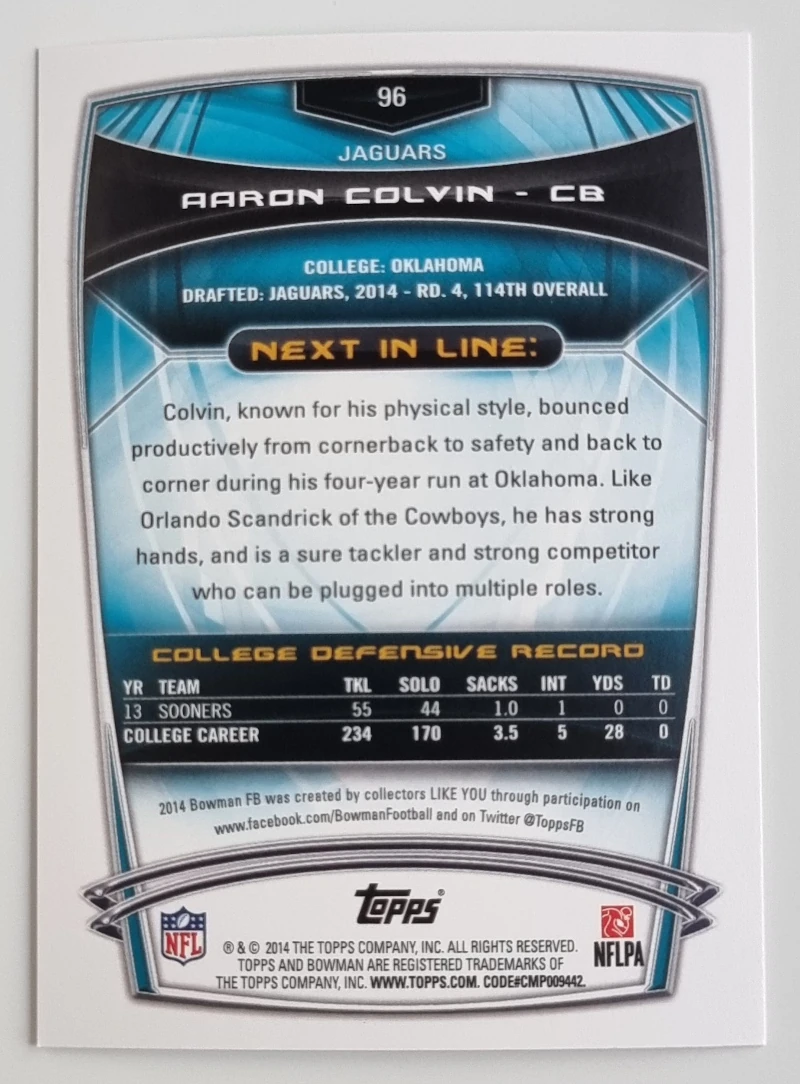 96
JAGUARS
AARON COLVIN - CB
COLLEGE: OKLAHOMA
DRAFTED: JAGUARS, 2014 - RD. 4, 114TH OVERALL
NEXT IN LINE:
Colvin, known for his physical style, bounced
productively from cornerback to safety and back to
corner during his four-year run at Oklahoma. Like
Orlando Scandrick of the Cowboys, he has strong
hands, and is a sure tackler and strong competitor
who can be plugged into multiple roles.
COLLEGE DEFENSIVE RECORD
YR TEAM TKL SOLO SACKS INT YDS TD
13 SOONERS 55 44 1.0 1 0 0
COLLEGE CAREER 234 170 3.5 5 28 0
2014 Bowman FB was created by collectors LIKE YOU through participation on
www.facebook.com/BowmanFootball and on Twitter @ToppsFB
Topps®
NFL
NFLPA
® & © 2014 THE TOPPS COMPANY, INC. ALL RIGHTS RESERVED.
TOPPS AND BOWMAN ARE REGISTERED TRADEMARKS OF
THE TOPPS COMPANY, INC. WWW.TOPPS.COM. CODE#CMP009442.